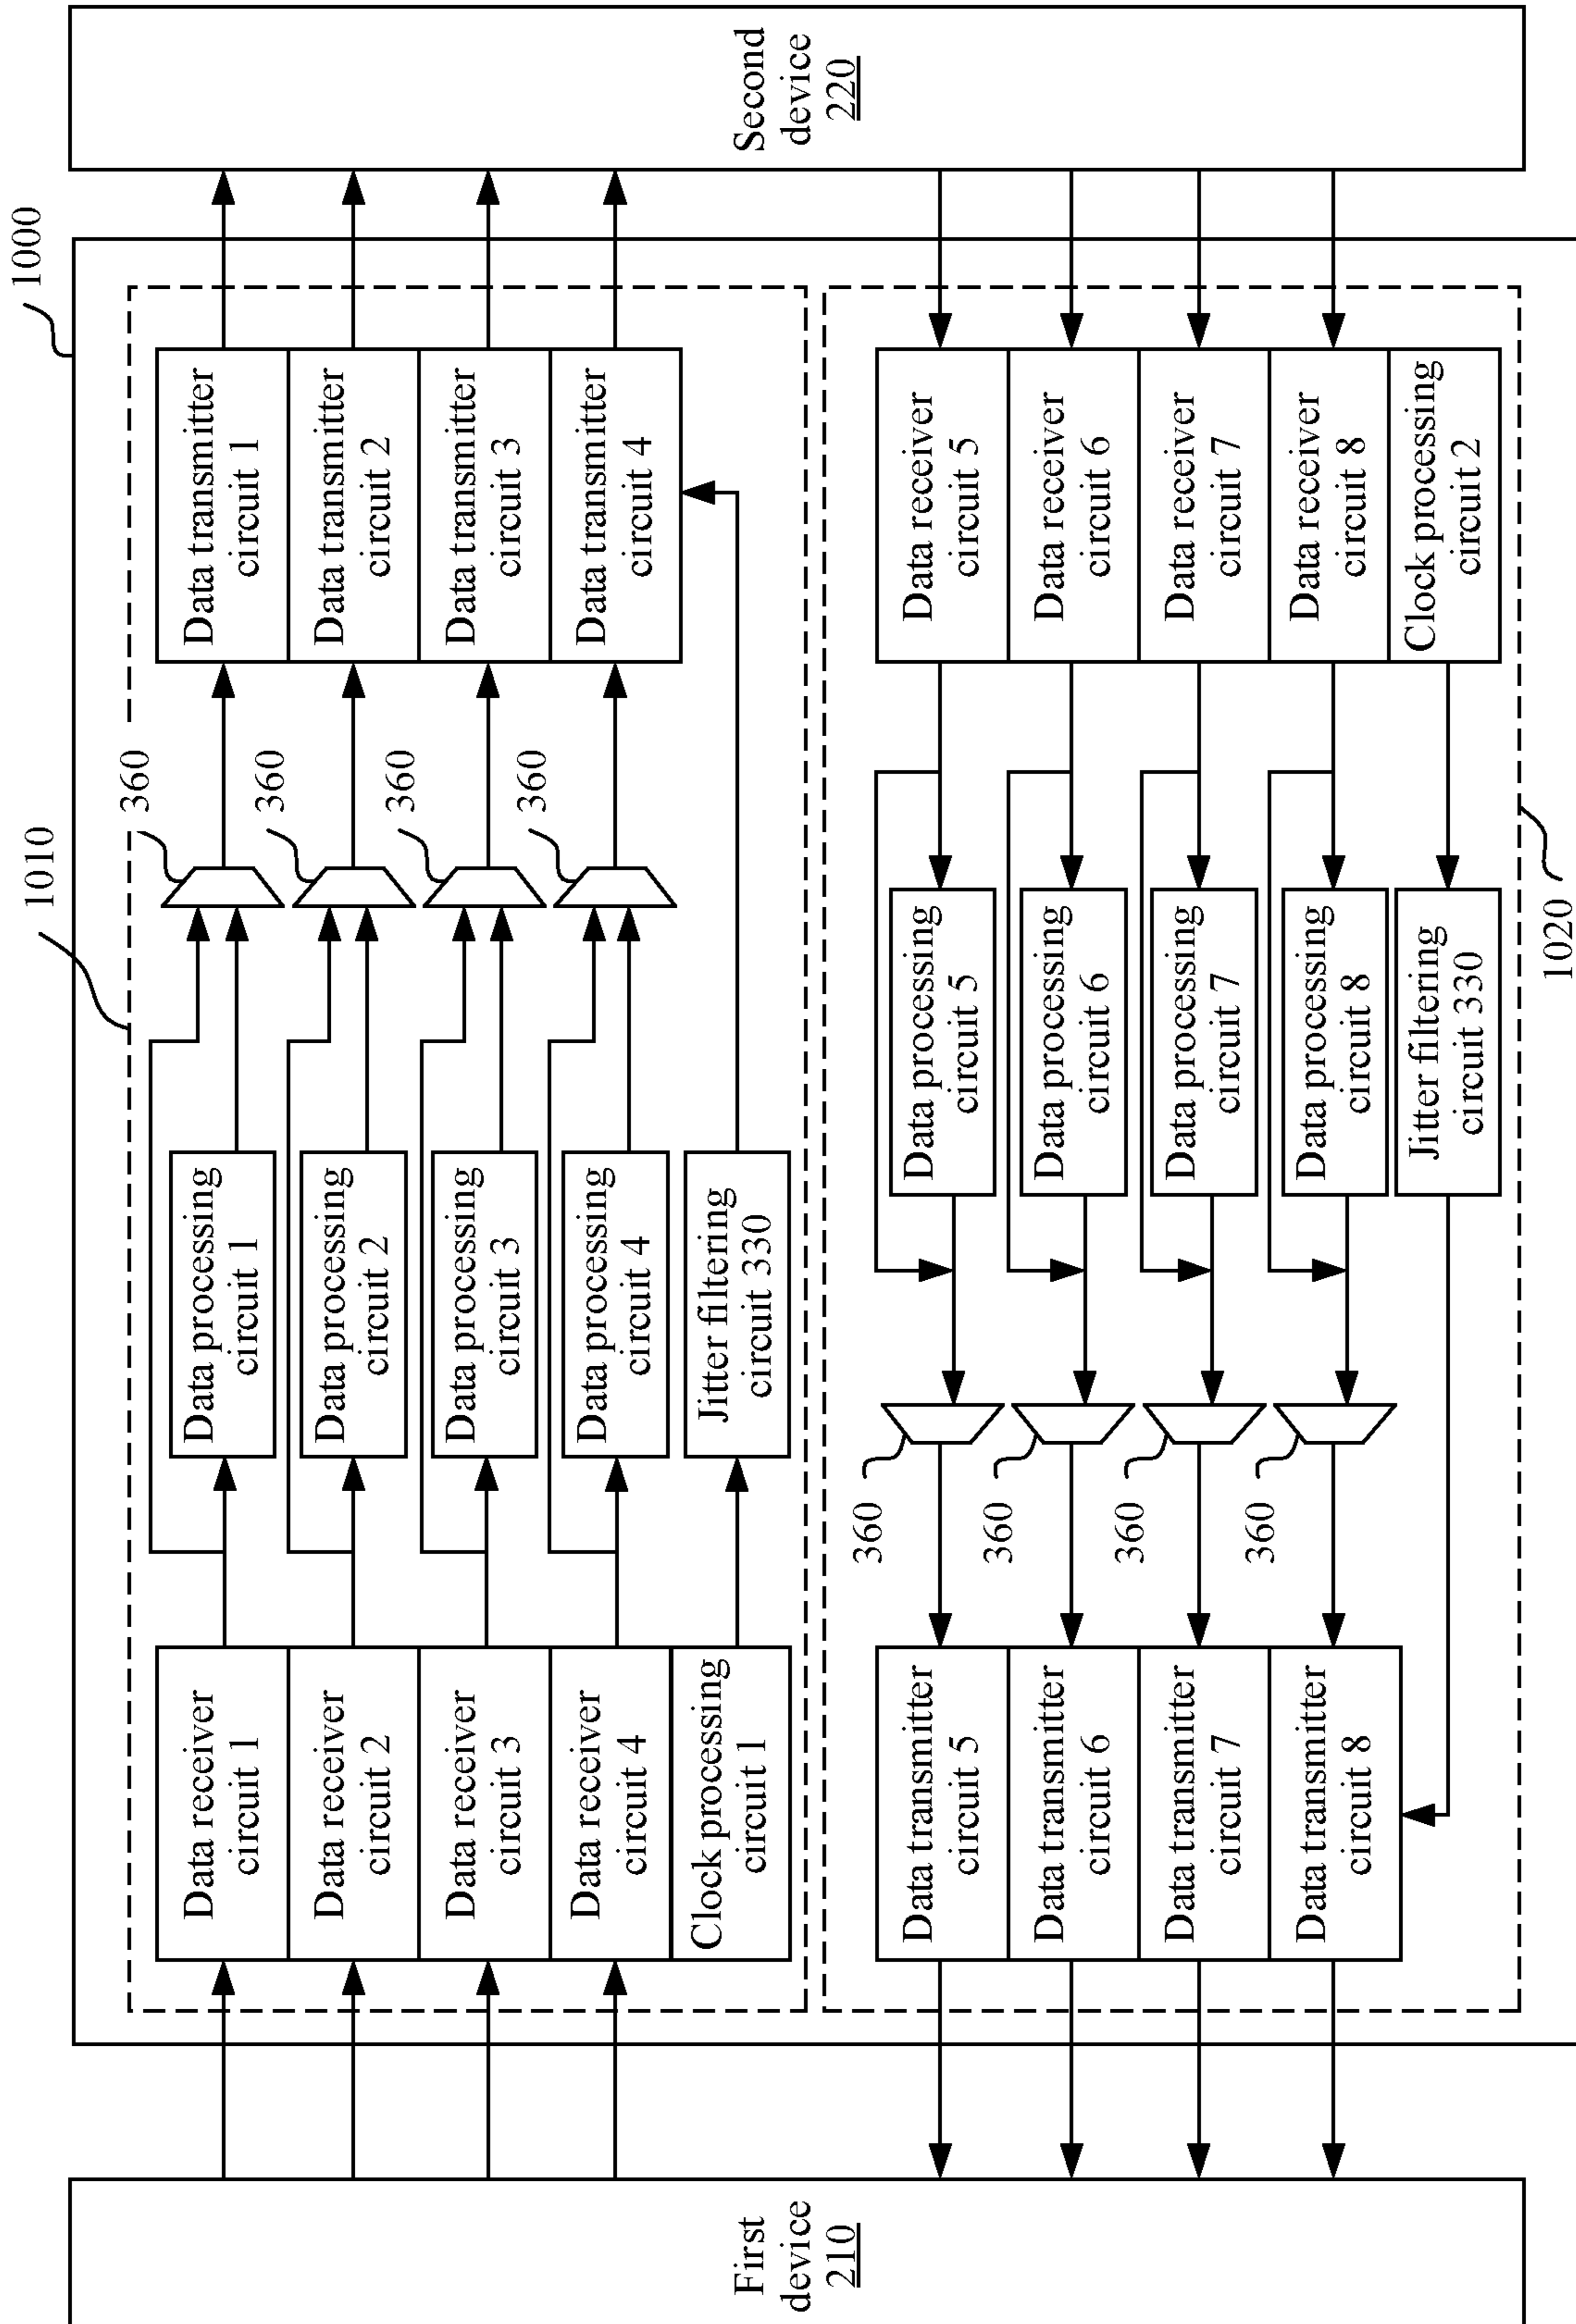 1000
1010
First
device
210
Data receiver
circuit 1
Data receiver
circuit 2
Data receiver
circuit 3
Data receiver
circuit 4
Clock processing
circuit 1
Data processing
circuit 1
Data processing
circuit 2
Data processing
circuit 3
Data processing
circuit 4
Jitter filtering
circuit 330
360
360
360
360
Data transmitter
circuit 1
Data transmitter
circuit 2
Data transmitter
circuit 3
Data transmitter
circuit 4
Second
device
220
Data transmitter
circuit 5
Data transmitter
circuit 6
Data transmitter
circuit 7
Data transmitter
circuit 8
360
360
360
360
Data processing
circuit 5
Data processing
circuit 6
Data processing
circuit 7
Data processing
circuit 8
Jitter filtering
circuit 330
Data receiver
circuit 5
Data receiver
circuit 6
Data receiver
circuit 7
Data receiver
circuit 8
Clock processing
circuit 2
1020